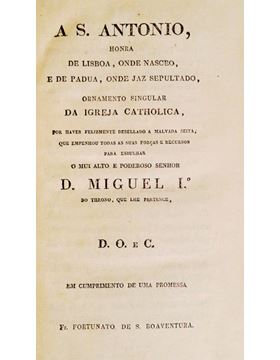 A S. ANTONIO,
HONRA
DE LISBOA, ONDE NASCEO,
E DE PADUA, ONDE JAZ SEPULTADO,
ORNAMENTO SINGULAR
DA IGREJA CATHOLICA,
POR HAVER FELIZMENTE DEBELLADO A MALVADA SEITA,
QUE EMPENHOU TODAS AS SUAS FORÇAS E RECURSOS
PARA ESBULHAR
O MUI ALTO E PODEROSO SENHOR
D. MIGUEL I.º
DO THRONO, QUE LHE PERTENCE,
D. O. E C.
EM CUMPRIMENTO DE UMA PROMESSA
Fr. FORTUNATO DE S. BOAVENTURA.